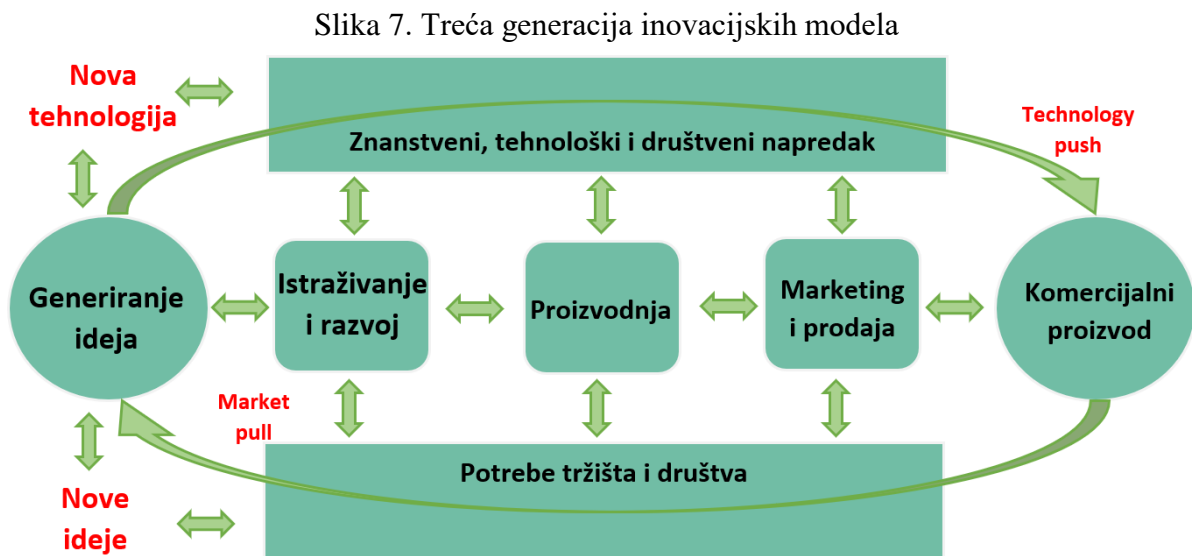 Slika 7. Treća generacija inovacijskih modela
Nova
tehnologija
Znanstveni, tehnološki i društveni napredak
Technology
push
Generiranje
ideja
Istraživanje
i razvoj
Proizvodnja
Marketing
i prodaja
Komercijalni
proizvod
Market
pull
Potrebe tržišta i društva
Nove
ideje